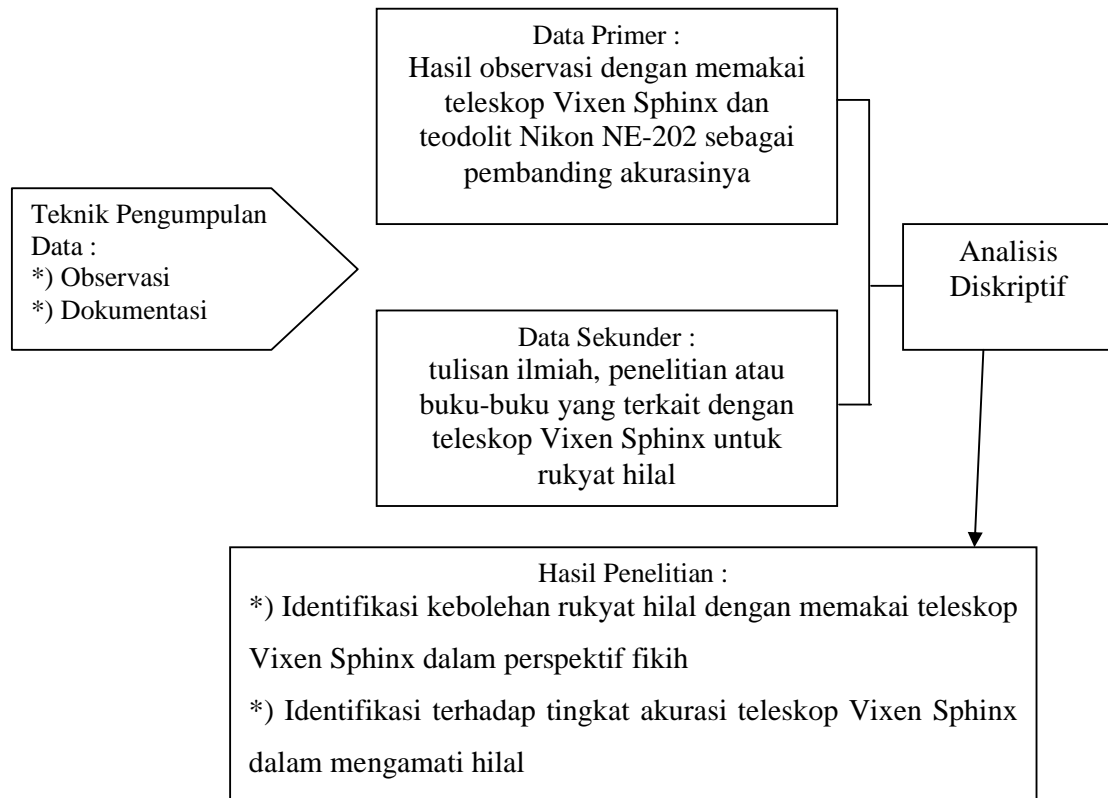 Teknik Pengumpulan
Data :
*) Observasi
*) Dokumentasi
Data Primer :
Hasil observasi dengan memakai
teleskop Vixen Sphinx dan
teodolit Nikon NE-202 sebagai
pembanding akurasinya
Data Sekunder :
tulisan ilmiah, penelitian atau
buku-buku yang terkait dengan
teleskop Vixen Sphinx untuk
rukyat hilal
Analisis
Diskriptif
Hasil Penelitian :
*) Identifikasi kebolehan rukyat hilal dengan memakai teleskop
Vixen Sphinx dalam perspektif fikih
*) Identifikasi terhadap tingkat akurasi teleskop Vixen Sphinx
dalam mengamati hilal